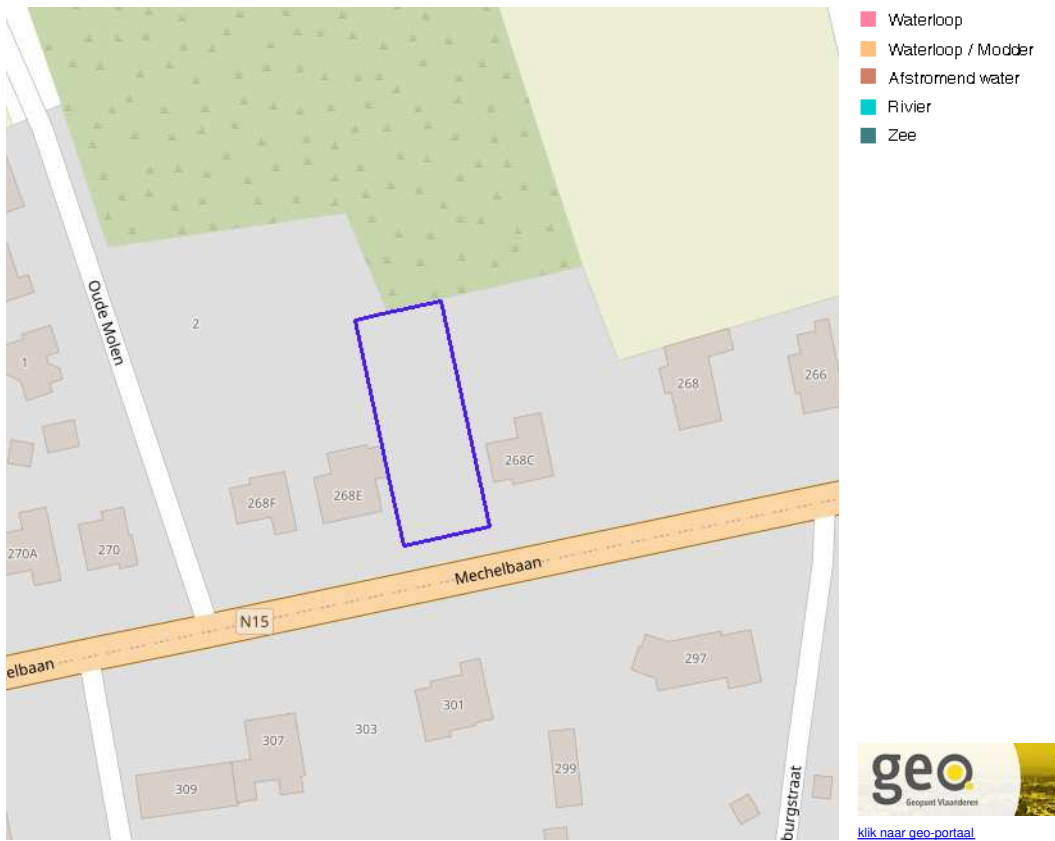 Waterloop
Waterloop / Modder
Afstromend water
Rivier
Zee
Oude Molen
2
1
268
266
268C
268E
268F
270A
270
Mechelbaan
N15
elbaan
297
301
303
307
299
309
burgstraat
geo.
Geopunt Vlaanderen
klik naar geo-portaal